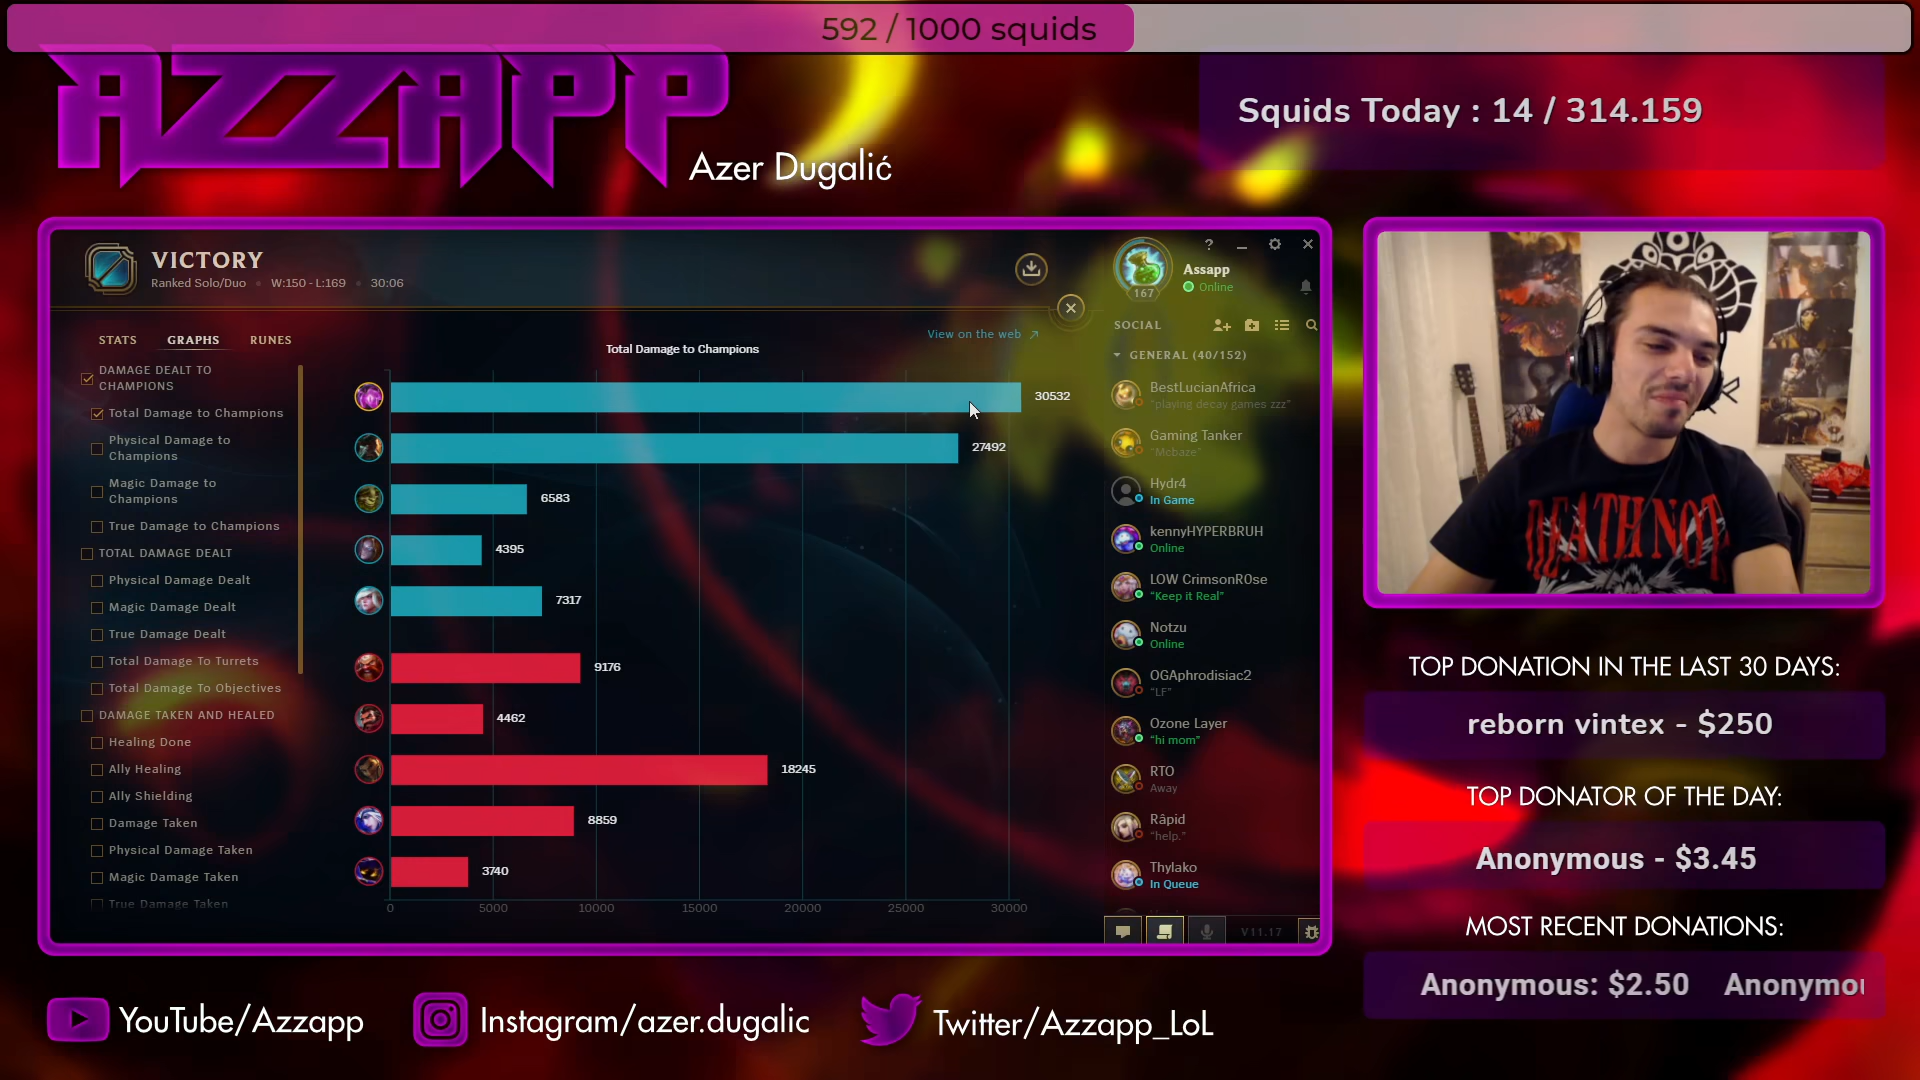 592 / 1000 squids
AZZAPP
Azer Dugalić
Squids Today : 14 / 314.159
VICTORY
Ranked Solo/Duo • W:150 - L:169 • 30:06
STATS GRAPHS RUNES
View on the web
Total Damage to Champions
DAMAGE DEALT TO
CHAMPIONS
Total Damage to Champions
Physical Damage to
Champions
Magic Damage to
Champions
True Damage to Champions
TOTAL DAMAGE DEALT
Physical Damage Dealt
Magic Damage Dealt
True Damage Dealt
Total Damage To Turrets
Total Damage To Objectives
DAMAGE TAKEN AND HEALED
Healing Done
Ally Healing
Ally Shielding
Damage Taken
Physical Damage Taken
Magic Damage Taken
True Damage Taken
30532
27492
6583
4395
7317
9176
4462
18245
8859
3740
0 5000 10000 15000 20000 25000 30000
?
Assapp
Online
167
SOCIAL
GENERAL (40/152)
BestLucianAfrica
"playing decay games zzz"
Gaming Tanker
"Mcbaze"
Hydr4
In Game
kennyHYPERBRUH
Online
LOW CrimsonR0se
"Keep it Real"
Notzu
Online
OGAphrodisiac2
"LF"
Ozone Layer
"hi mom"
RTO
Away
Râpid
"help."
Thylako
In Queue
V11.17
DEATH NOT
TOP DONATION IN THE LAST 30 DAYS:
reborn vintex - $250
TOP DONATOR OF THE DAY:
Anonymous - $3.45
MOST RECENT DONATIONS:
Anonymous: $2.50 Anonymo
YouTube/Azzapp
Instagram/azer.dugalic
Twitter/Azzapp_LoL